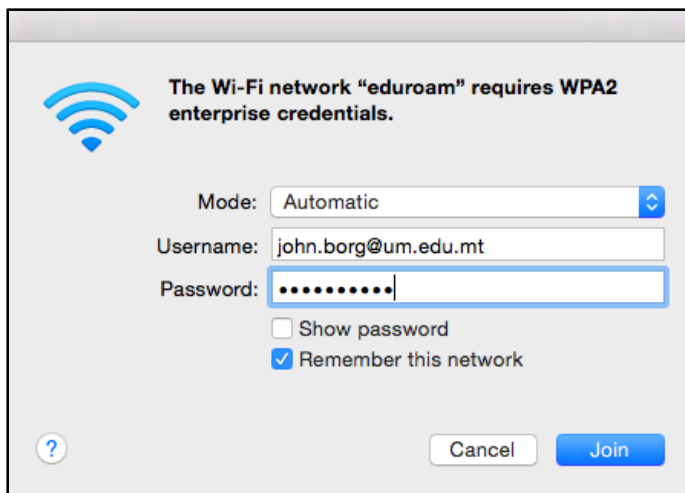 The Wi-Fi network “eduroam” requires WPA2
enterprise credentials.
Mode: Automatic
Username: john.borg@um.edu.mt
Password: ••••••••••
Show password
Remember this network
? Cancel Join